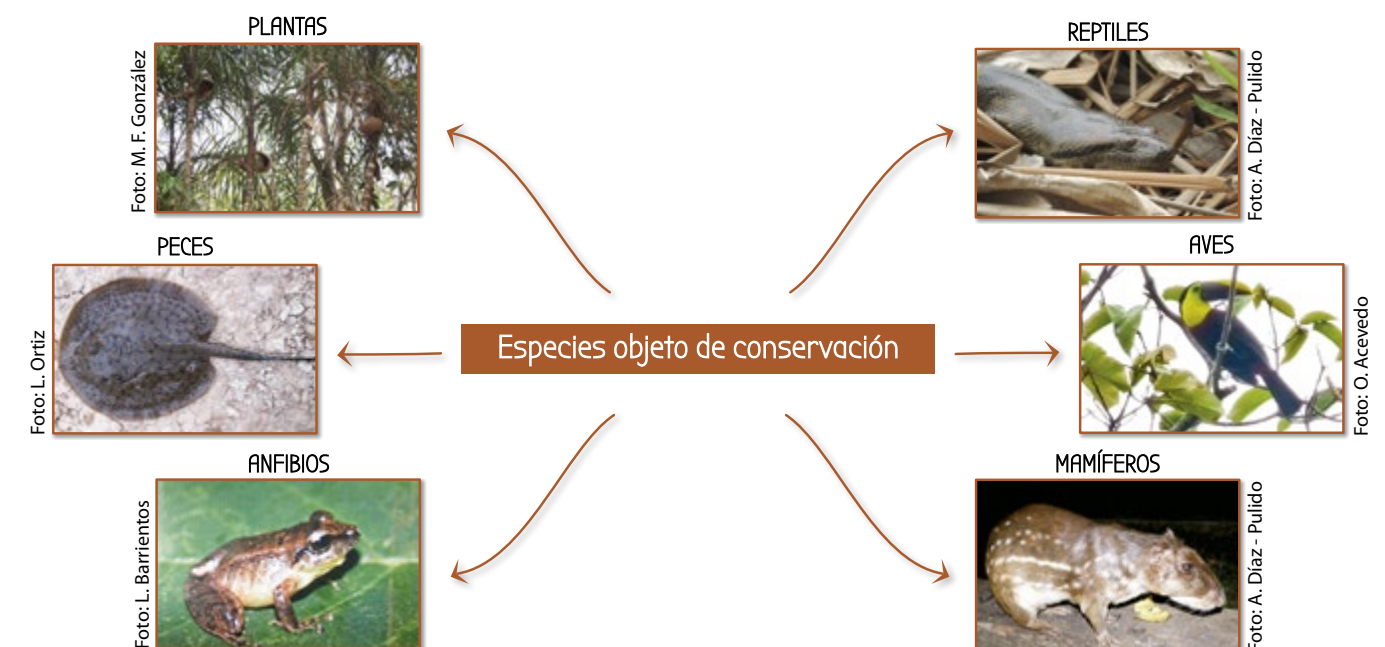 PLANTAS
Foto: M. F. González
REPTILES
Foto: A. Díaz - Pulido
PECES
Foto: L. Ortiz
AVES
Foto: O. Acevedo
Especies objeto de conservación
ANFIBIOS
Foto: L. Barrientos
MAMÍFEROS
Foto: A. Díaz - Pulido